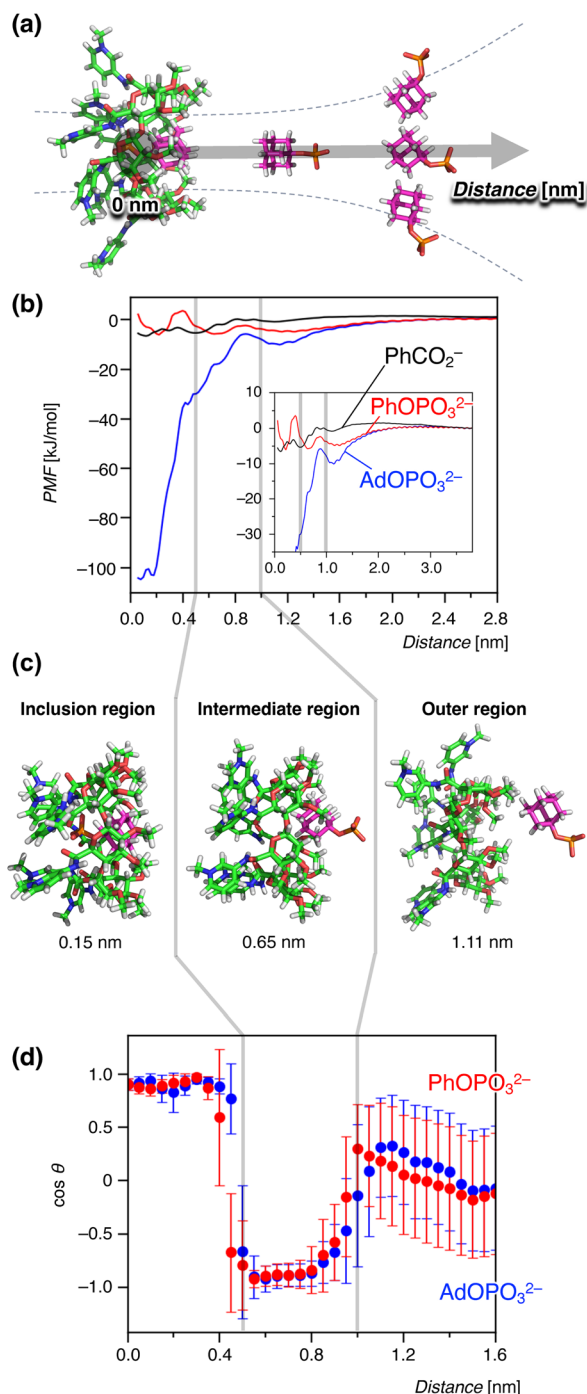 (a)
0 nm
Distance [nm]
(b)
0
−20
−40
−60
−80
−100
PMF [kJ/mol]
10
5
0
−10
−20
−30
0.0
1.0
2.0
3.0
PhCO₂⁻
PhOPO₃²⁻
AdOPO₃²⁻
0.0 0.4 0.8 1.2 1.6 2.0 2.4 2.8
Distance [nm]
(c)
Inclusion region Intermediate region Outer region
0.15 nm 0.65 nm 1.11 nm
(d)
1.0
0.5
0
−0.5
−1.0
cos θ
PhOPO₃²⁻
AdOPO₃²⁻
0.0 0.4 0.8 1.2 1.6
Distance [nm]